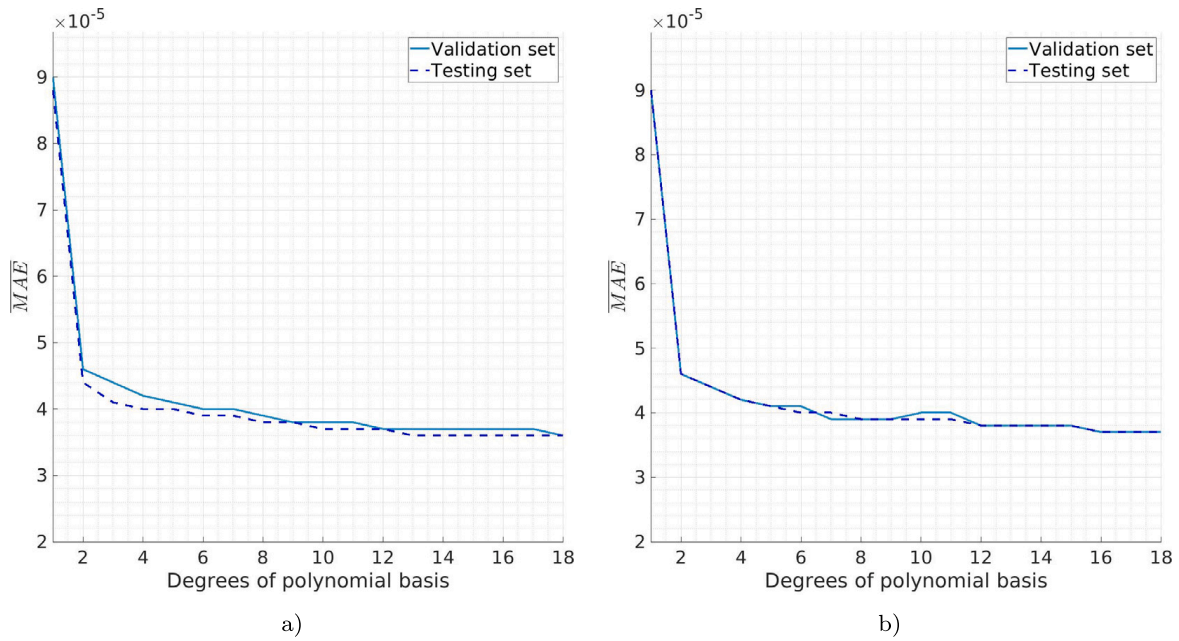 ×10⁻⁵
Validation set
Testing set
9
8
7
6
5
4
3
2
MAE
2 4 6 8 10 12 14 16 18
Degrees of polynomial basis
a)
×10⁻⁵
Validation set
Testing set
9
8
7
6
5
4
3
2
MAE
2 4 6 8 10 12 14 16 18
Degrees of polynomial basis
b)